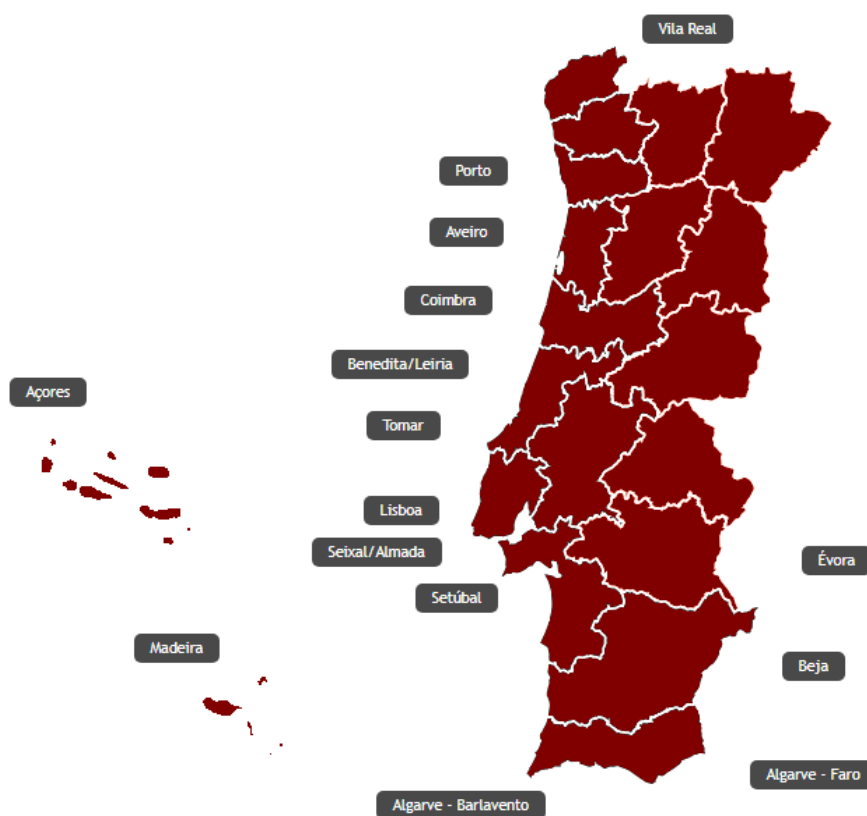 Vila Real
Porto
Aveiro
Coimbra
Benedita/Leiria
Açores
Tomar
Lisboa
Seixal/Almada
Évora
Setúbal
Madeira
Beja
Algarve - Faro
Algarve - Barlavento